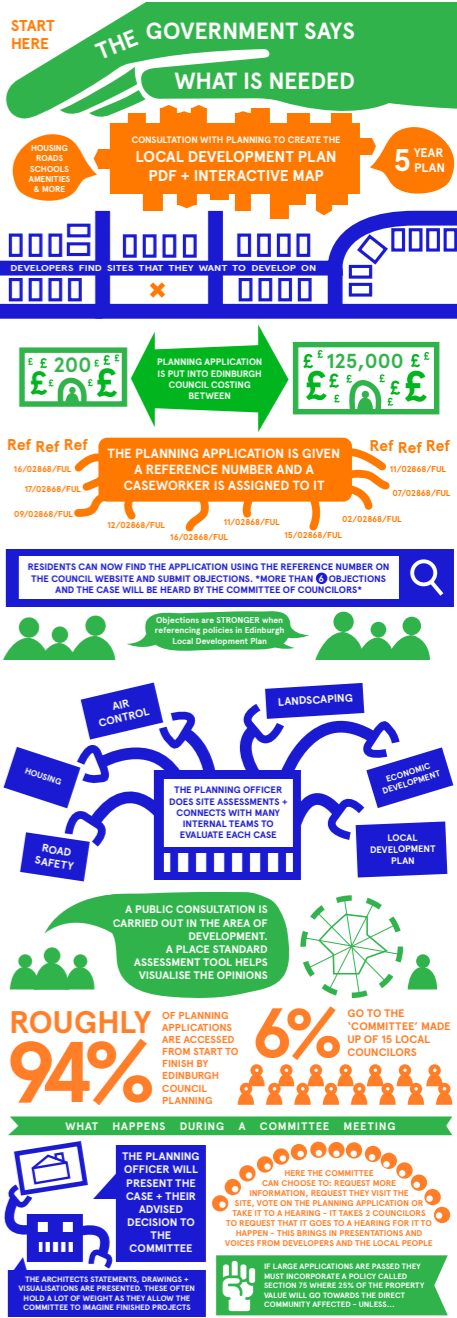 START
HERE
THE GOVERNMENT SAYS
WHAT IS NEEDED
HOUSING
ROADS
SCHOOLS
AMENITIES
& MORE
CONSULTATION WITH PLANNING TO CREATE THE
LOCAL DEVELOPMENT PLAN
PDF + INTERACTIVE MAP
5 YEAR
PLAN
DEVELOPERS FIND SITES THAT THEY WANT TO DEVELOP ON
£ £ 200 £ £ £
£ £ £ £
PLANNING APPLICATION
IS PUT INTO EDINBURGH
COUNCIL COSTING
BETWEEN
£ £ 125,000 £ £
£ £ £ £ £ £
£ £
Ref Ref Ref
Ref Ref Ref
THE PLANNING APPLICATION IS GIVEN
A REFERENCE NUMBER AND A
CASEWORKER IS ASSIGNED TO IT
16/02868/FUL
17/02868/FUL
09/02868/FUL
12/02868/FUL
16/02868/FUL
11/02868/FUL
15/02868/FUL
02/02868/FUL
07/02868/FUL
11/02868/FUL
RESIDENTS CAN NOW FIND THE APPLICATION USING THE REFERENCE NUMBER ON
THE COUNCIL WEBSITE AND SUBMIT OBJECTIONS. *MORE THAN 6 OBJECTIONS
AND THE CASE WILL BE HEARD BY THE COMMITTEE OF COUNCILORS*
Objections are STRONGER when
referencing policies in Edinburgh
Local Development Plan
AIR
CONTROL
LANDSCAPING
HOUSING
ECONOMIC
DEVELOPMENT
THE PLANNING OFFICER
DOES SITE ASSESSMENTS +
CONNECTS WITH MANY
INTERNAL TEAMS TO
EVALUATE EACH CASE
ROAD
SAFETY
LOCAL
DEVELOPMENT
PLAN
A PUBLIC CONSULTATION IS
CARRIED OUT IN THE AREA OF
DEVELOPMENT.
A PLACE STANDARD
ASSESSMENT TOOL HELPS
VISUALISE THE OPINIONS
ROUGHLY
94%
OF PLANNING
APPLICATIONS
ARE ACCESSED
FROM START TO
FINISH BY
EDINBURGH
COUNCIL
PLANNING
6%
GO TO THE
'COMMITTEE' MADE
UP OF 15 LOCAL
COUNCILORS
WHAT HAPPENS DURING A COMMITTEE MEETING
THE PLANNING
OFFICER WILL
PRESENT THE
CASE + THEIR
ADVISED
DECISION TO
THE
COMMITTEE
THE ARCHITECTS STATEMENTS, DRAWINGS +
VISUALISATIONS ARE PRESENTED. THESE OFTEN
HOLD A LOT OF WEIGHT AS THEY ALLOW THE
COMMITTEE TO IMAGINE FINISHED PROJECTS
HERE THE COMMITTEE
CAN CHOOSE TO: REQUEST MORE
INFORMATION, REQUEST THEY VISIT THE
SITE, VOTE ON THE PLANNING APPLICATION OR
TAKE IT TO A HEARING - IT TAKES 2 COUNCILORS
TO REQUEST THAT IT GOES TO A HEARING FOR IT TO
HAPPEN - THIS BRINGS IN PRESENTATIONS AND
VOICES FROM DEVELOPERS AND THE LOCAL PEOPLE
IF LARGE APPLICATIONS ARE PASSED THEY
MUST INCORPORATE A POLICY CALLED
SECTION 75 WHERE 25% OF THE PROPERTY
VALUE WILL GO TOWARDS THE DIRECT
COMMUNITY AFFECTED - UNLESS...